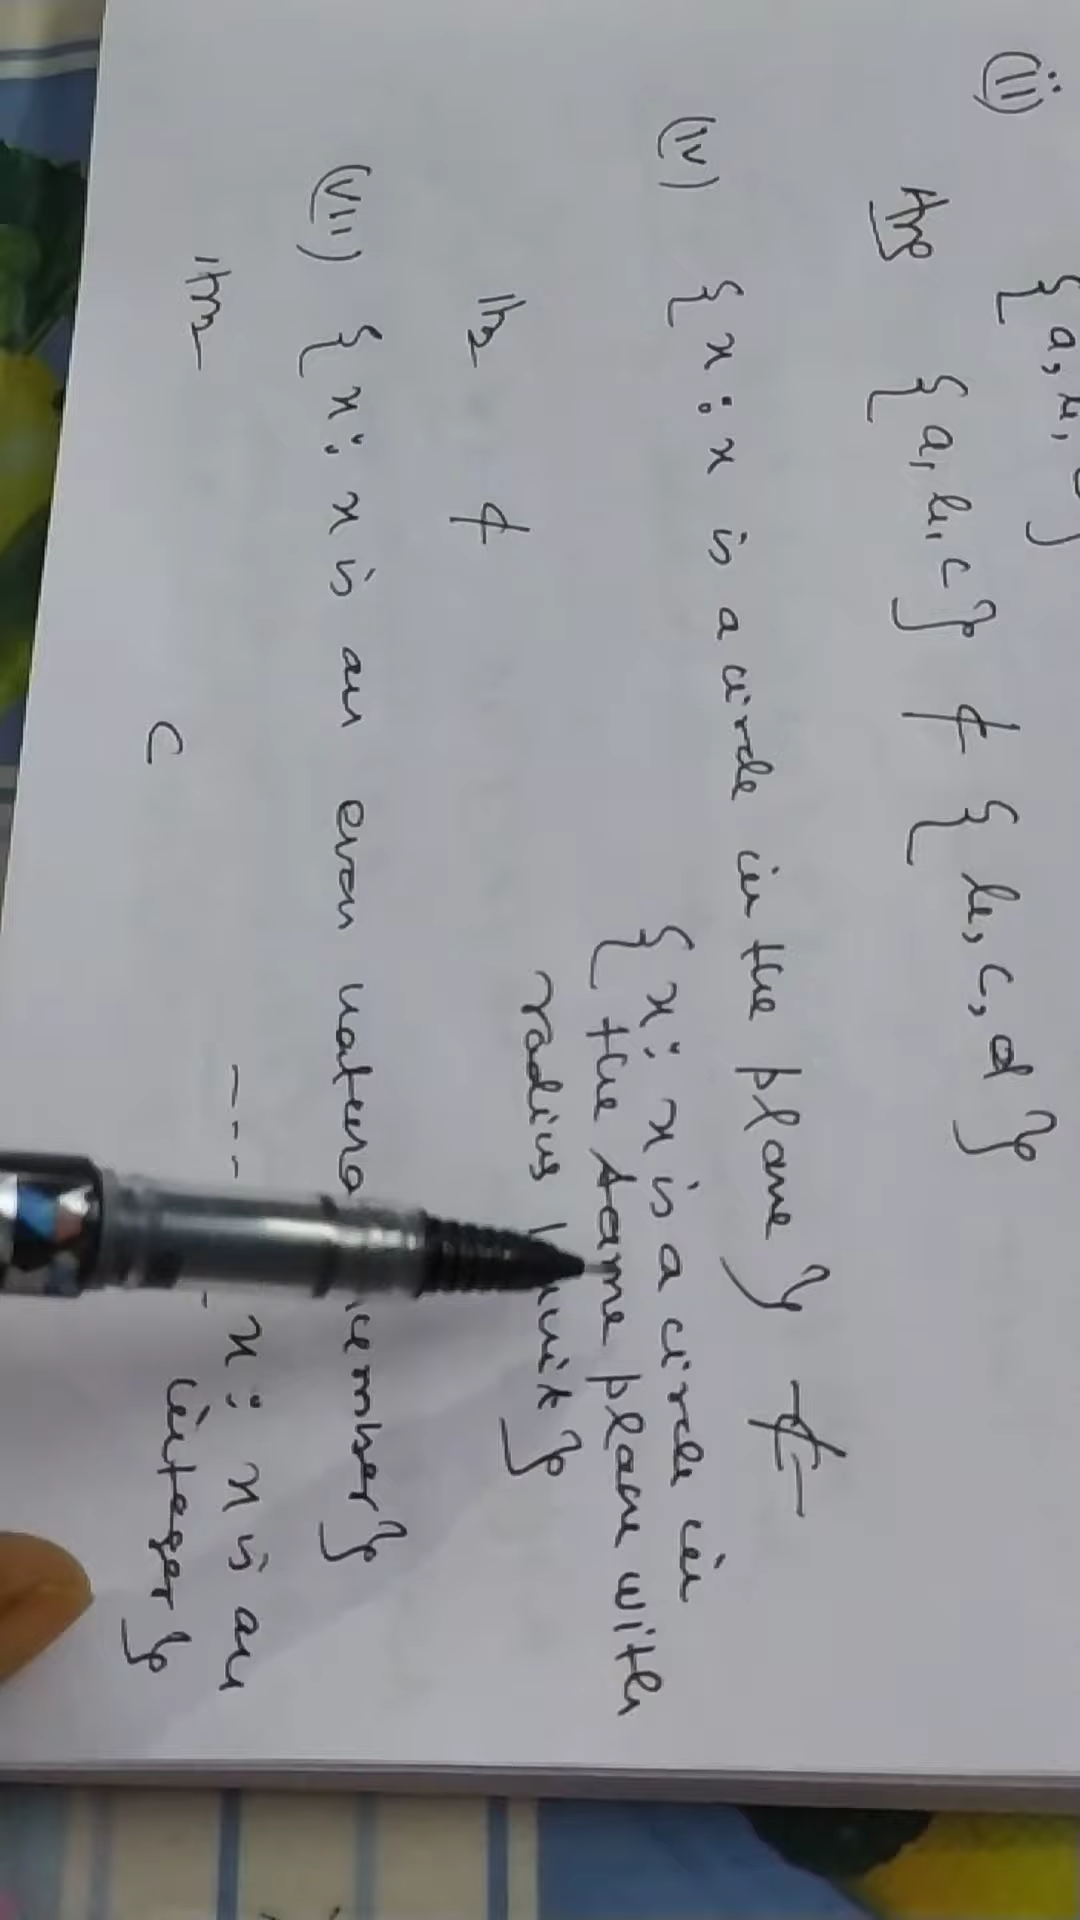 (ii) {a, b, c}
Ans {a, b, c} ⊄ {b, c, d}
(iv) {x : x is a circle in the plane} ⊄
{x : x is a circle in
the same plane with
radius 1 unit}
Ans ⊄
(vii) {x : x is an even natural number}
--- x : x is an
integer}
Ans ⊂